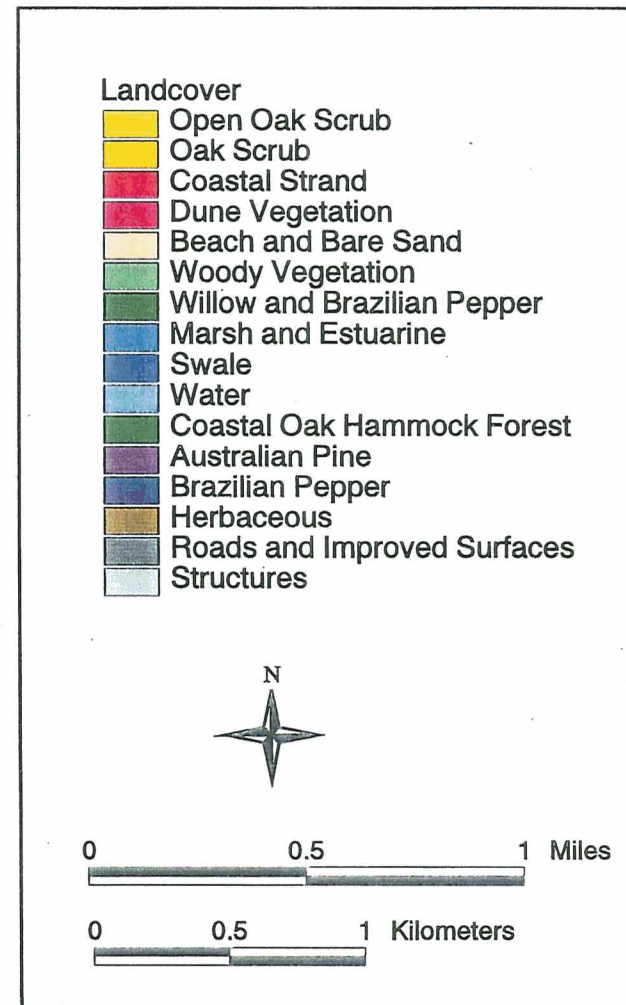 Landcover
Open Oak Scrub
Oak Scrub
Coastal Strand
Dune Vegetation
Beach and Bare Sand
Woody Vegetation
Willow and Brazilian Pepper
Marsh and Estuarine
Swale
Water
Coastal Oak Hammock Forest
Australian Pine
Brazilian Pepper
Herbaceous
Roads and Improved Surfaces
Structures
N
0 0.5 1 Miles
0 0.5 1 Kilometers